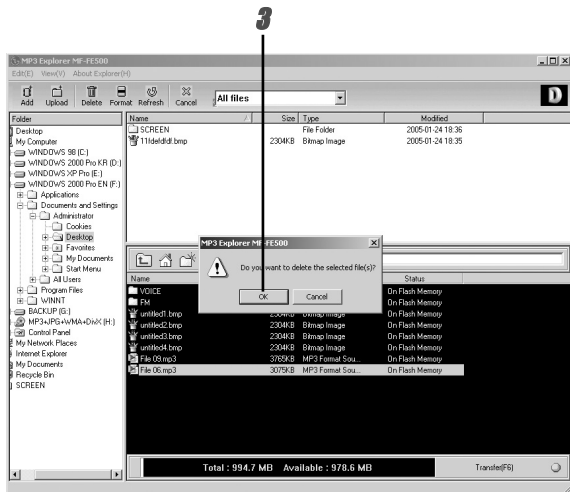 3
MP3 Explorer MF-FE500
Edit(E) View(V) About Explorer(H)
Add Upload Delete Format Refresh Cancel All files
D
Folder
Desktop
My Computer
WINDOWS 98 (C:)
WINDOWS 2000 Pro KR (D:)
WINDOWS XP Pro (E:)
WINDOWS 2000 Pro EN (F:)
Applications
Documents and Settings
Administrator
Cookies
Desktop
Favorites
My Documents
Start Menu
All Users
Program Files
WINNT
BACKUP (G:)
MP3+JPG+WMA+DivX (H:)
Control Panel
My Network Places
Internet Explorer
My Documents
Recycle Bin
SCREEN
Name Size Type Modified
SCREEN File Folder 2005-01-24 18:36
2304KB Bitmap Image 2005-01-24 18:35
MP3 Explorer MF-FE500
Do you want to delete the selected file(s)?
OK Cancel
Name Status
VOICE On Flash Memory
FM On Flash Memory
untitled1.bmp 2304KB Bitmap Image On Flash Memory
untitled2.bmp 2304KB Bitmap Image On Flash Memory
untitled3.bmp 2304KB Bitmap Image On Flash Memory
untitled4.bmp 2304KB Bitmap Image On Flash Memory
File 09.mp3 3765KB MP3 Format Sou... On Flash Memory
File 06.mp3 3075KB MP3 Format Sou... On Flash Memory
Total : 994.7 MB Available : 978.6 MB
Transfer(F6)